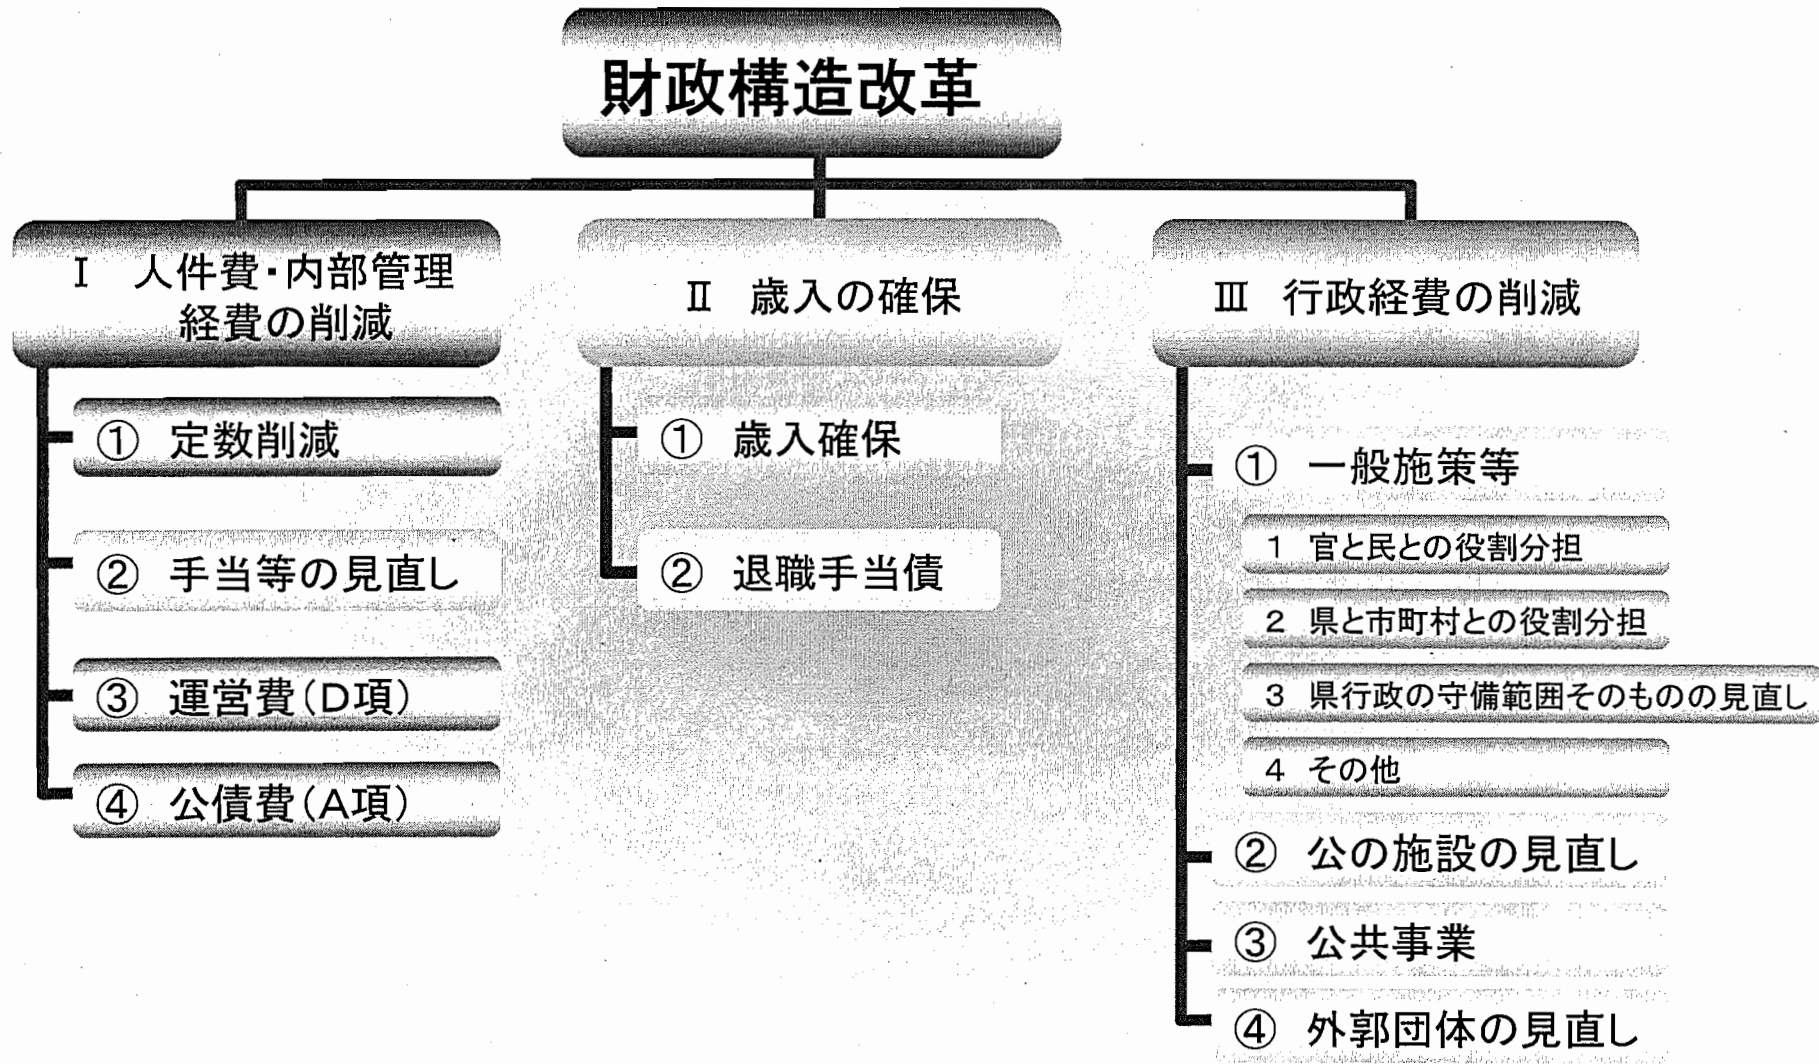 財政構造改革
Ⅰ 人件費・内部管理
経費の削減
① 定数削減
② 手当等の見直し
③ 運営費(D項)
④ 公債費(A項)
Ⅱ 歳入の確保
① 歳入確保
② 退職手当債
Ⅲ 行政経費の削減
① 一般施策等
1 官と民との役割分担
2 県と市町村との役割分担
3 県行政の守備範囲そのものの見直し
4 その他
② 公の施設の見直し
③ 公共事業
④ 外郭団体の見直し